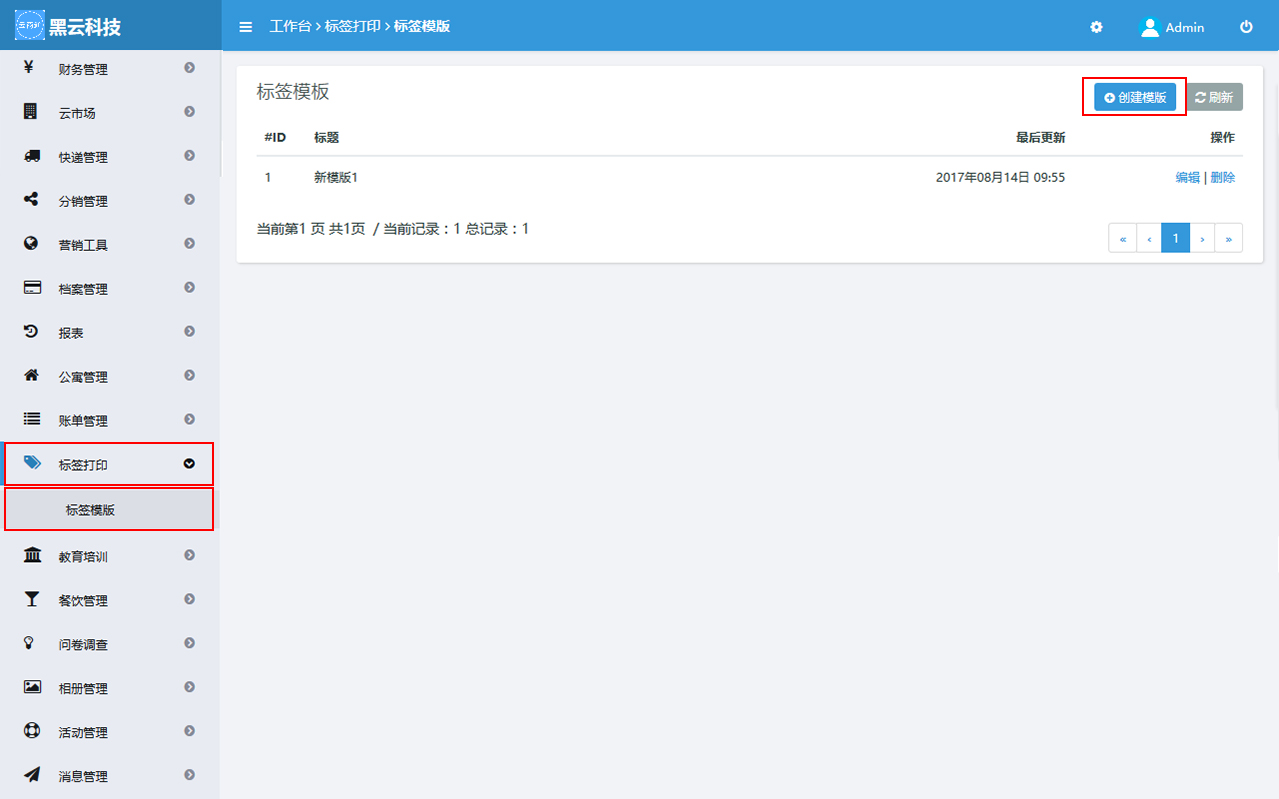 黑云科技
工作台 › 标签打印 › 标签模版
Admin
¥ 财务管理
云市场
快递管理
分销管理
营销工具
档案管理
报表
公寓管理
账单管理
标签打印
标签模版
教育培训
餐饮管理
问卷调查
相册管理
活动管理
消息管理
标签模版
创建模版 刷新
#ID 标题 最后更新 操作
1 新模版1 2017年08月14日 09:55 编辑 | 删除
当前第1 页 共1页 / 当前记录：1 总记录：1
« ‹ 1 › »